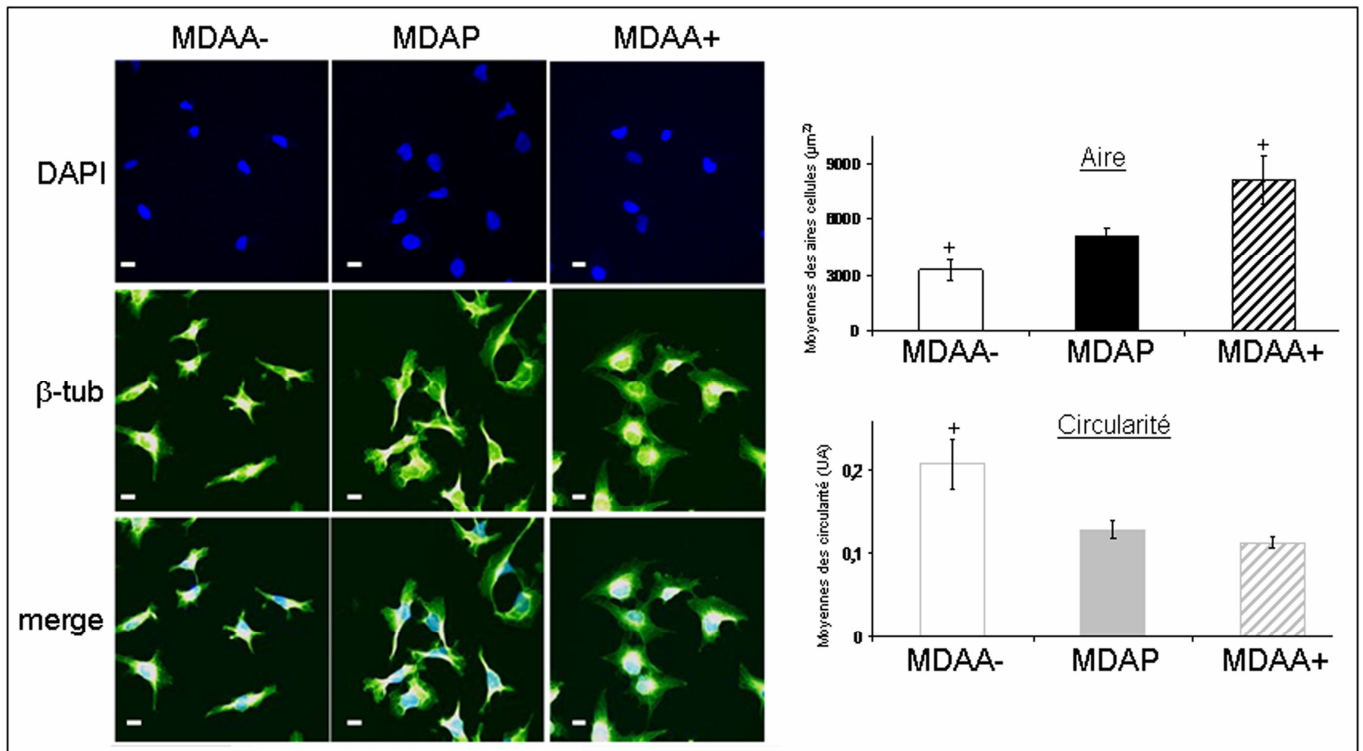 MDAA- MDAP MDAA+
DAPI
β-tub
merge
Moyennes des aires cellules (µm²)
Aire
9000
6000
3000
0
+
+
MDAA- MDAP MDAA+
Moyennes des circularité (UA)
Circularité
0,2
0,1
0
+
MDAA- MDAP MDAA+